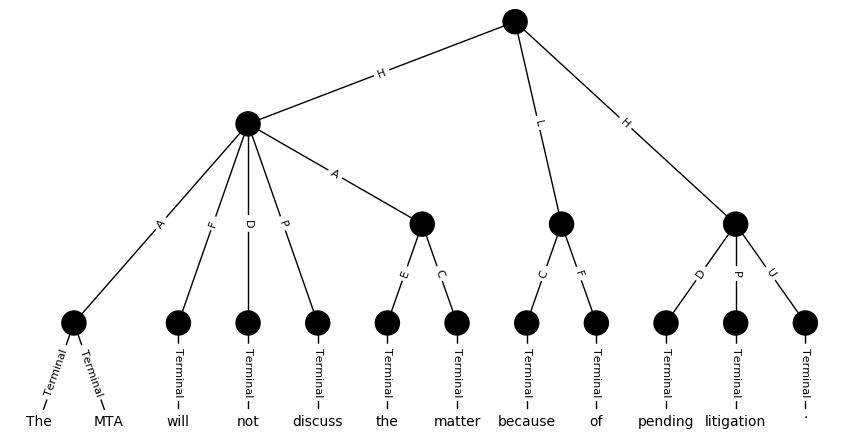 H
H
L
A
A
F
D
P
E
C
C
F
D
P
U
Terminal
Terminal
Terminal
Terminal
Terminal
Terminal
Terminal
Terminal
Terminal
Terminal
Terminal
Terminal
The MTA will not discuss the matter because of pending litigation .